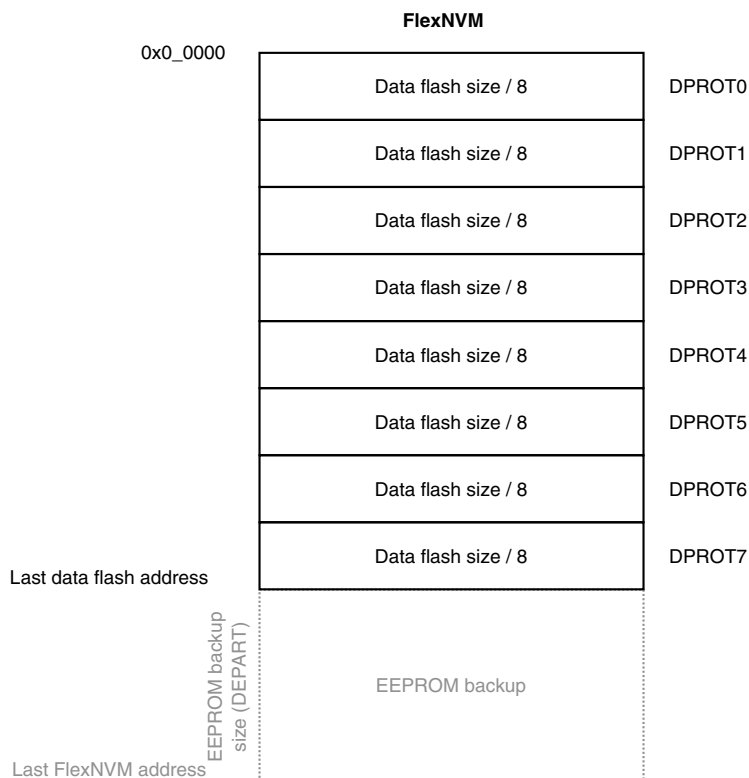 FlexNVM
0x0_0000
Data flash size / 8 DPROT0
Data flash size / 8 DPROT1
Data flash size / 8 DPROT2
Data flash size / 8 DPROT3
Data flash size / 8 DPROT4
Data flash size / 8 DPROT5
Data flash size / 8 DPROT6
Data flash size / 8 DPROT7
Last data flash address
EEPROM backup
size (DEPART)
EEPROM backup
Last FlexNVM address